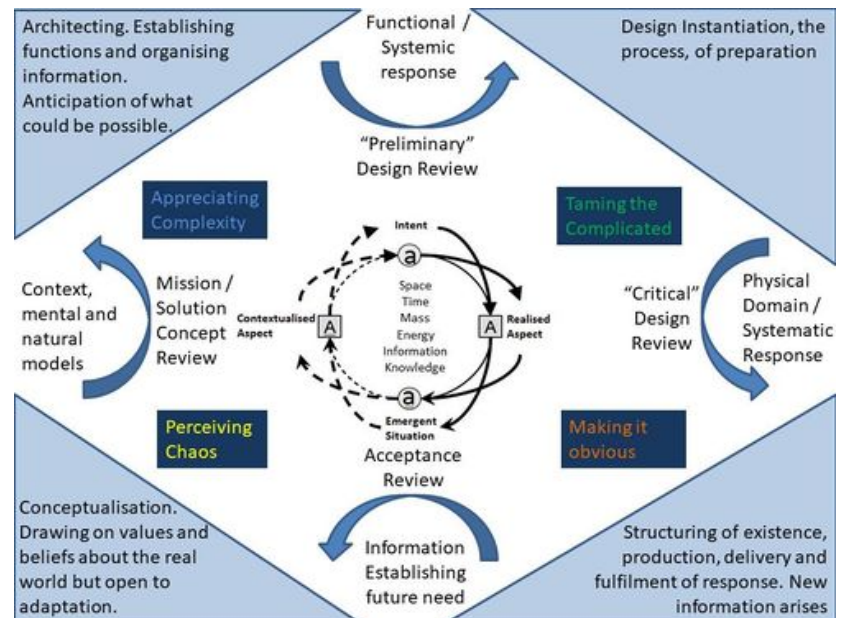 Architecting. Establishing
functions and organising
information.
Anticipation of what
could be possible.
Functional /
Systemic
response
Design Instantiation, the
process, of preparation
"Preliminary"
Design Review
Appreciating
Complexity
Taming the
Complicated
Intent
a
Context,
mental and
natural
models
Mission /
Solution
Concept
Review
Contextualised
Aspect
A
Space
Time
Mass
Energy
Information
Knowledge
A
Realised
Aspect
"Critical"
Design
Review
Physical
Domain /
Systematic
Response
a
Emergent
Situation
Perceiving
Chaos
Making it
obvious
Acceptance
Review
Conceptualisation.
Drawing on values and
beliefs about the real
world but open to
adaptation.
Information
Establishing
future need
Structuring of existence,
production, delivery and
fulfilment of response. New
information arises